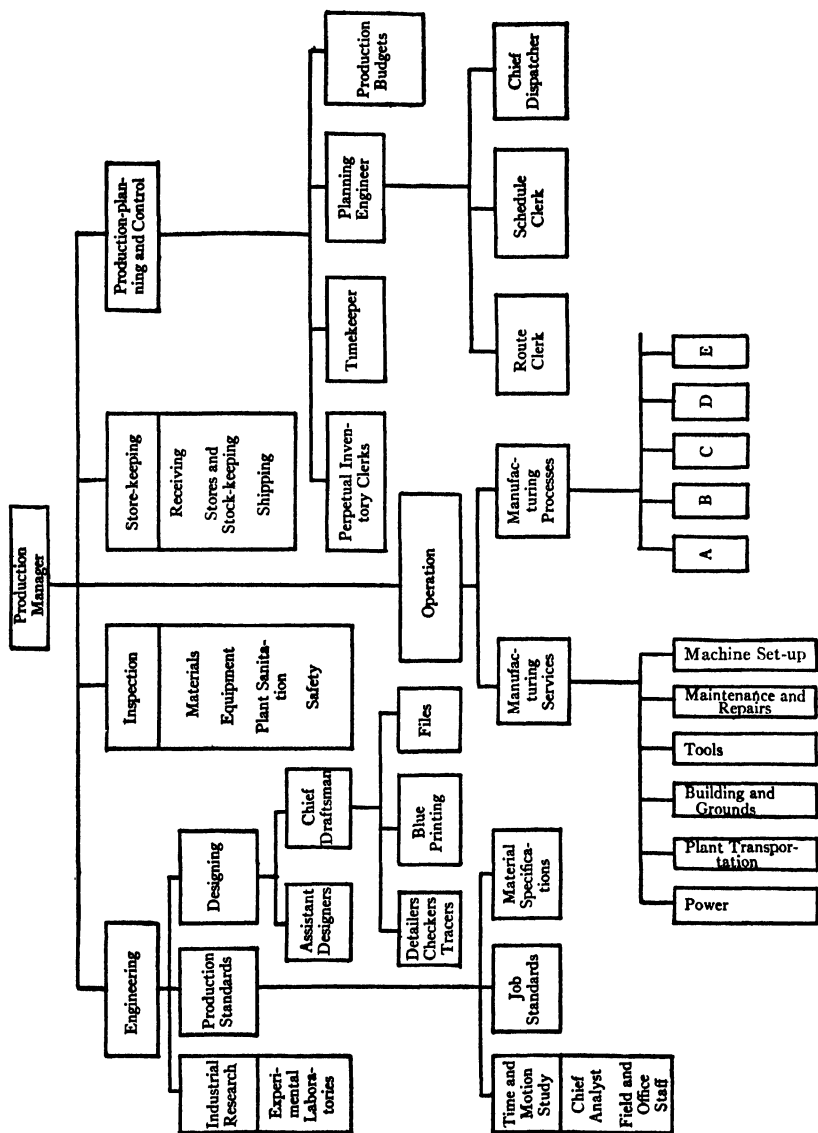 Production
Manager
Engineering
Inspection
Materials
Equipment
Plant Sanita-
tion
Safety
Store-keeping
Receiving
Stores and
Stock-keeping
Shipping
Production-plan-
ning and Control
Industrial
Research
Experi-
mental
Labora-
tories
Production
Standards
Designing
Assistant
Designers
Chief
Draftsman
Detailers
Checkers
Tracers
Blue
Printing
Files
Time and
Motion
Study
Chief
Analyst
Field and
Office
Staff
Job
Standards
Material
Specifica-
tions
Perpetual Inven-
tory Clerks
Timekeeper
Planning
Engineer
Production
Budgets
Route
Clerk
Schedule
Clerk
Chief
Dispatcher
Operation
Manufac-
turing
Services
Manufac-
turing
Processes
Power
Plant Transpor-
tation
Building and
Grounds
Tools
Maintenance and
Repairs
Machine Set-up
A
B
C
D
E